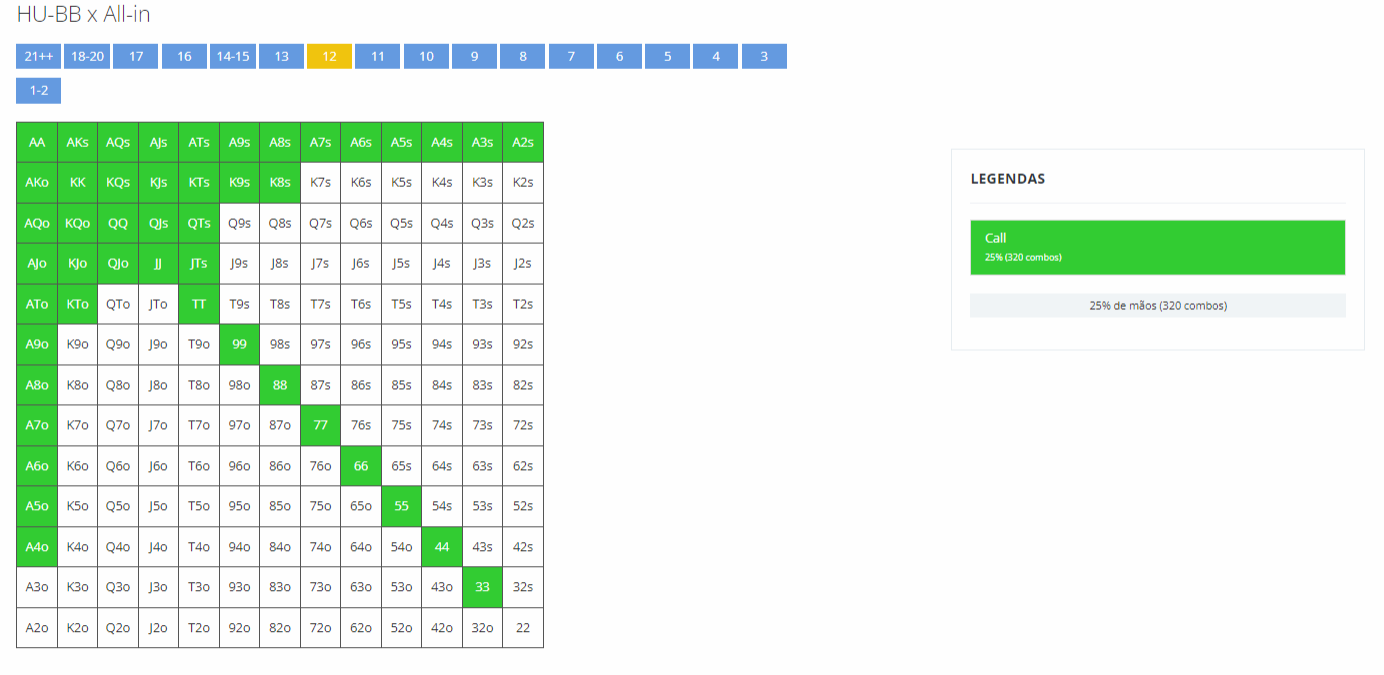 HU-BB x All-in
21++ 18-20 17 16 14-15 13 12 11 10 9 8 7 6 5 4 3
1-2
AA AKs AQs AJs ATs A9s A8s A7s A6s A5s A4s A3s A2s
AKo KK KQs KJs KTs K9s K8s K7s K6s K5s K4s K3s K2s
AQo KQo QQ QJs QTs Q9s Q8s Q7s Q6s Q5s Q4s Q3s Q2s
AJo KJo QJo JJ JTs J9s J8s J7s J6s J5s J4s J3s J2s
ATo KTo QTo JTo TT T9s T8s T7s T6s T5s T4s T3s T2s
A9o K9o Q9o J9o T9o 99 98s 97s 96s 95s 94s 93s 92s
A8o K8o Q8o J8o T8o 98o 88 87s 86s 85s 84s 83s 82s
A7o K7o Q7o J7o T7o 97o 87o 77 76s 75s 74s 73s 72s
A6o K6o Q6o J6o T6o 96o 86o 76o 66 65s 64s 63s 62s
A5o K5o Q5o J5o T5o 95o 85o 75o 65o 55 54s 53s 52s
A4o K4o Q4o J4o T4o 94o 84o 74o 64o 54o 44 43s 42s
A3o K3o Q3o J3o T3o 93o 83o 73o 63o 53o 43o 33 32s
A2o K2o Q2o J2o T2o 92o 82o 72o 62o 52o 42o 32o 22
LEGENDAS
Call
25% (320 combos)
25% de mãos (320 combos)